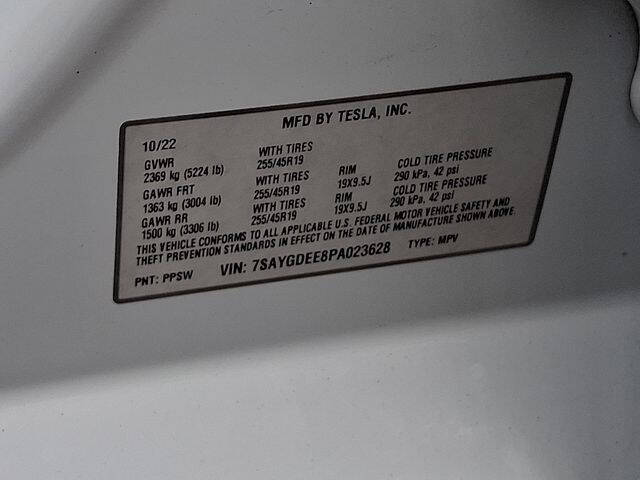 MFD BY TESLA, INC.
10/22
GVWR WITH TIRES
2369 kg (5224 lb) 255/45R19
GAWR FRT WITH TIRES RIM COLD TIRE PRESSURE
1363 kg (3004 lb) 255/45R19 19X9.5J 290 kPa, 42 psi
GAWR RR WITH TIRES RIM COLD TIRE PRESSURE
1500 kg (3306 lb) 255/45R19 19X9.5J 290 kPa, 42 psi
THIS VEHICLE CONFORMS TO ALL APPLICABLE U.S. FEDERAL MOTOR VEHICLE SAFETY AND
THEFT PREVENTION STANDARDS IN EFFECT ON THE DATE OF MANUFACTURE SHOWN ABOVE.
PNT: PPSW VIN: 7SAYGDEE8PA023628 TYPE: MPV